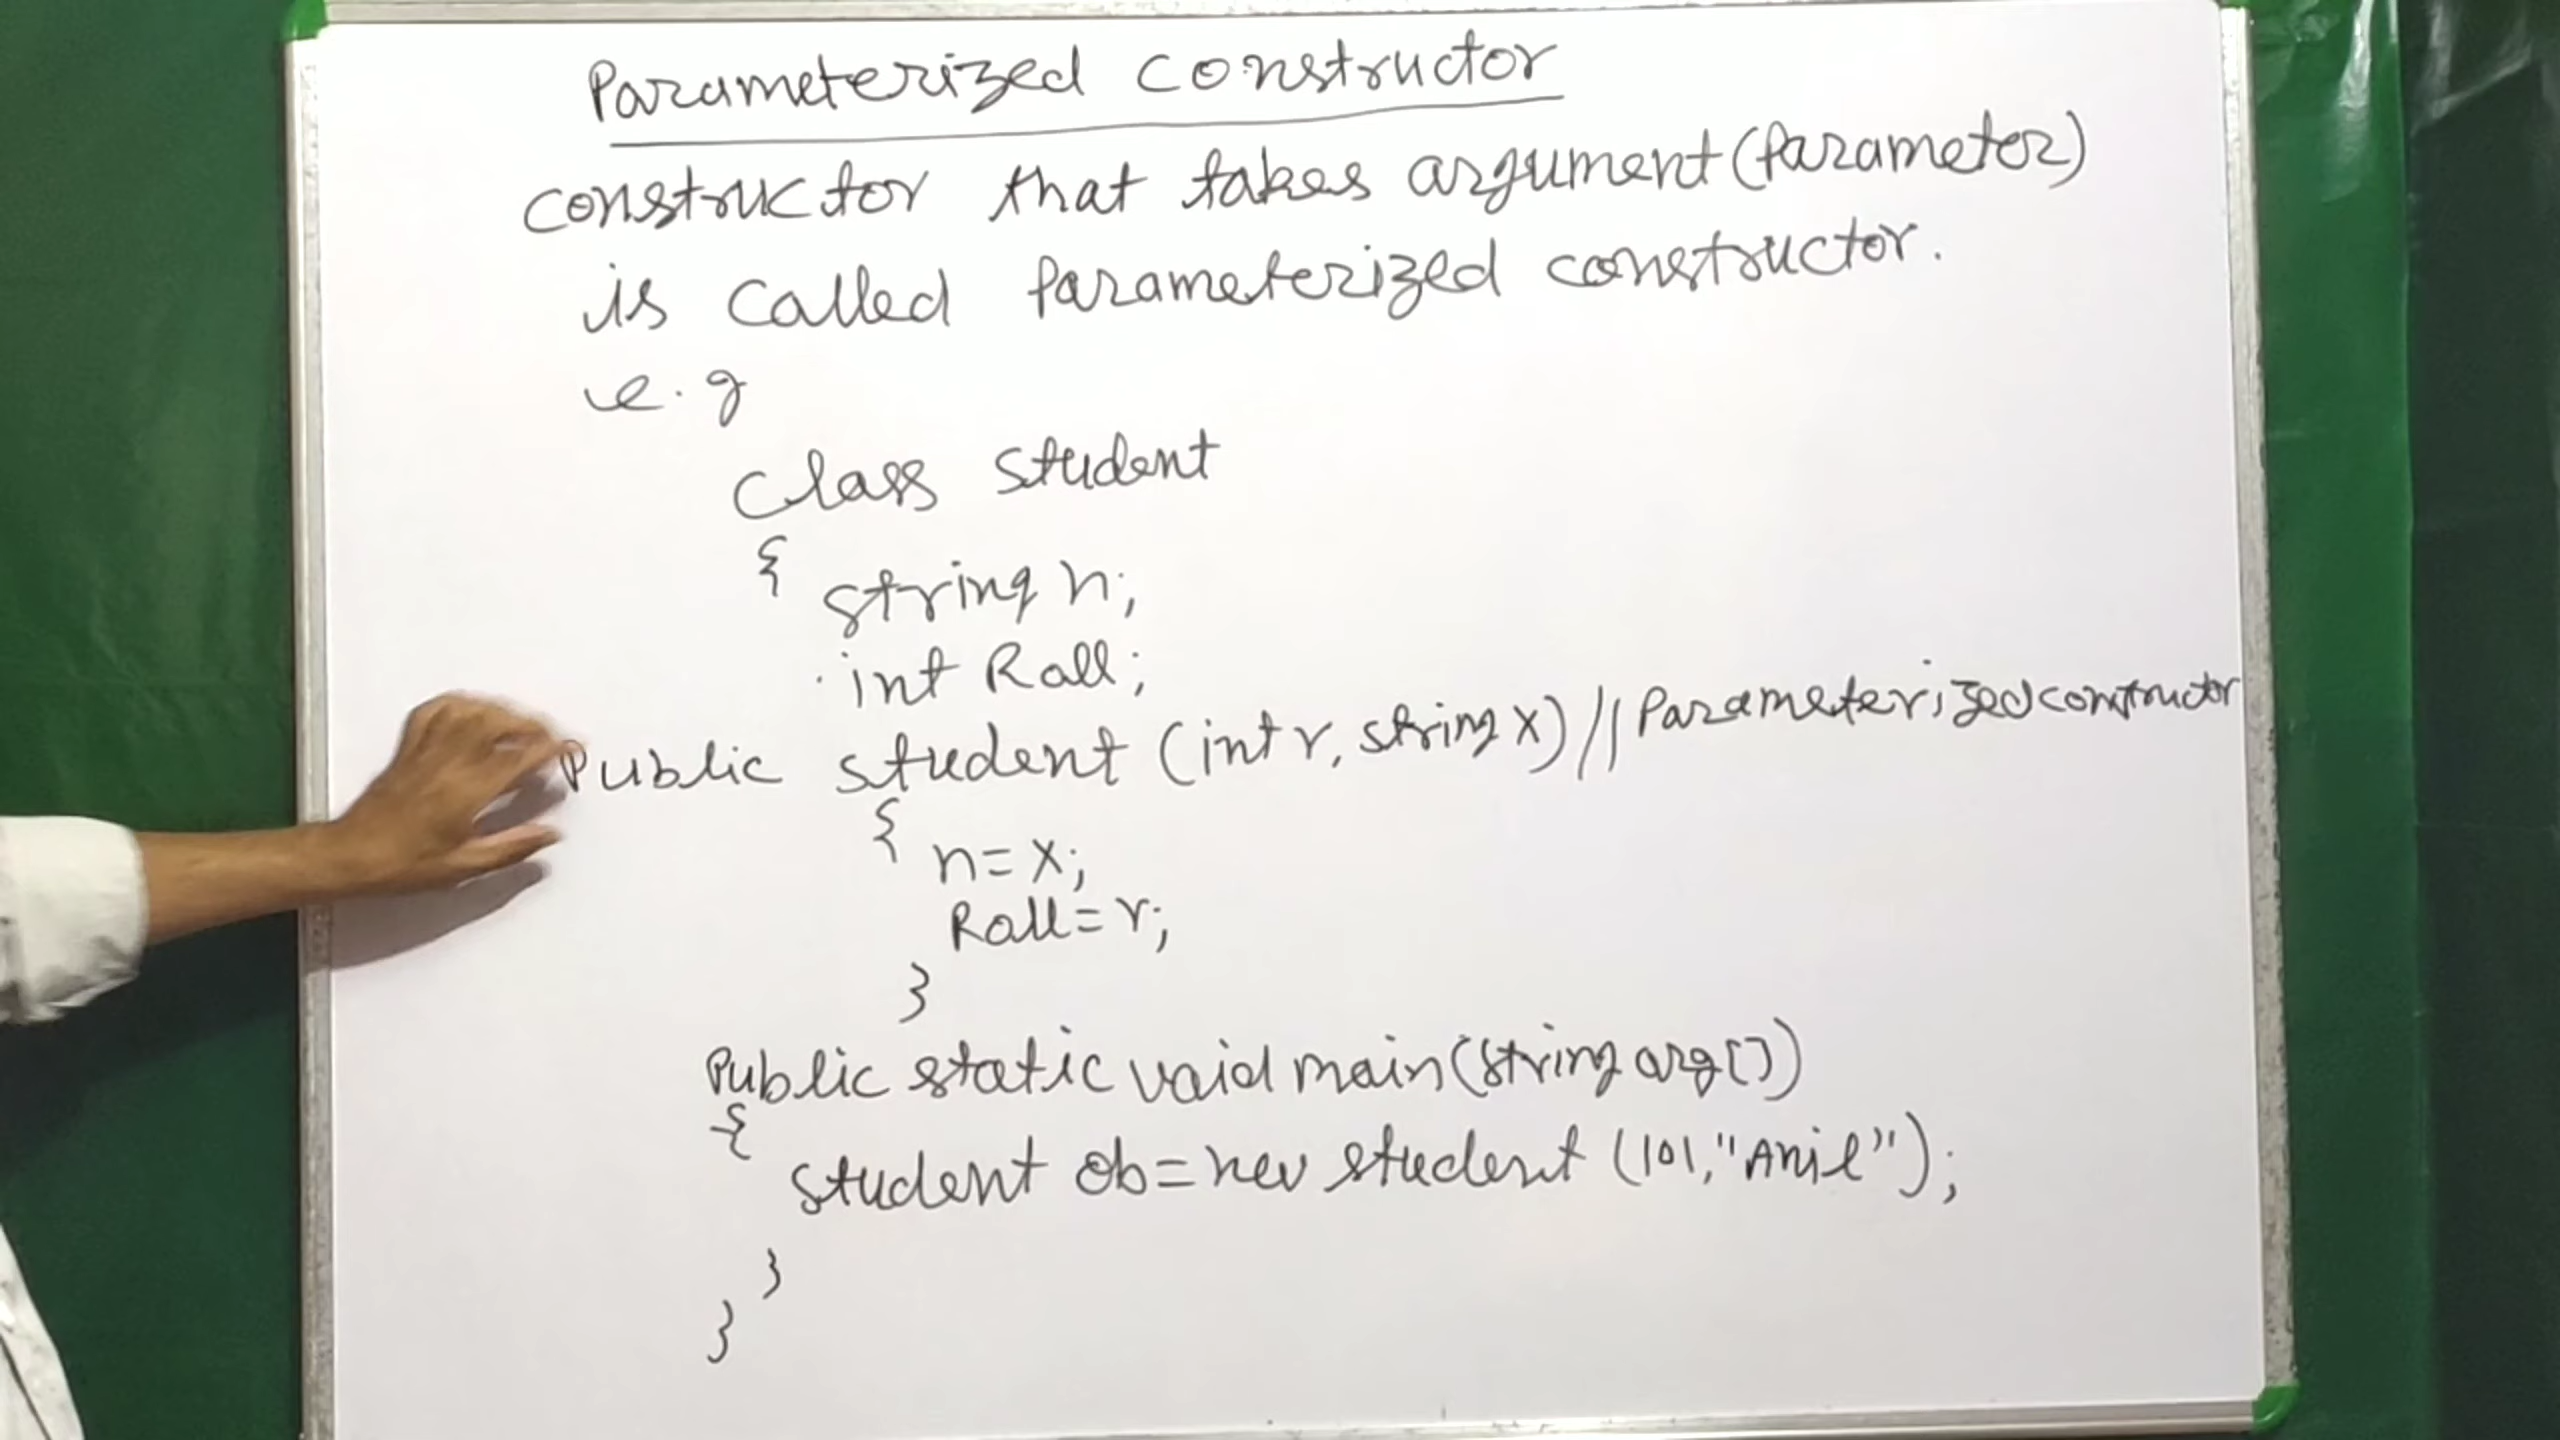 Parameterized constructor
constructor that takes argument (Parameter)
is called Parameterized constructor.
e.g
class student
{ string n;
int Roll;
Public student (int r, string x) // Parameterized constructor
{ n=x;
Roll=r;
}
Public static void main(string arg[])
{
student ob=new student (101,"Anil");
}
}